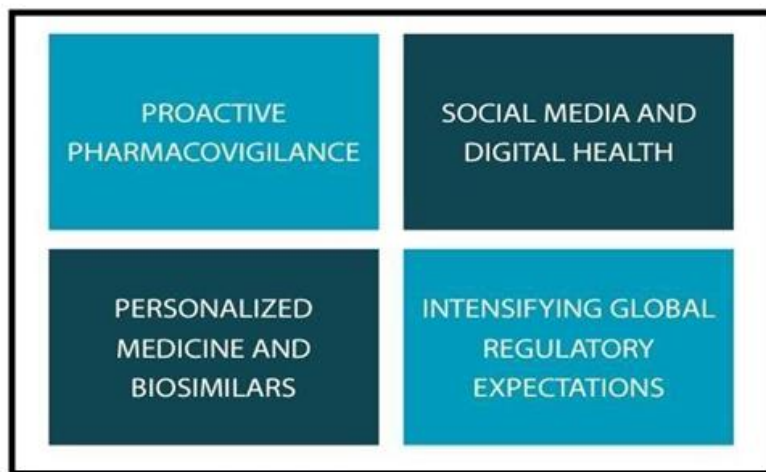 PROACTIVE
PHARMACOVIGILANCE
SOCIAL MEDIA AND
DIGITAL HEALTH
PERSONALIZED
MEDICINE AND
BIOSIMILARS
INTENSIFYING GLOBAL
REGULATORY
EXPECTATIONS